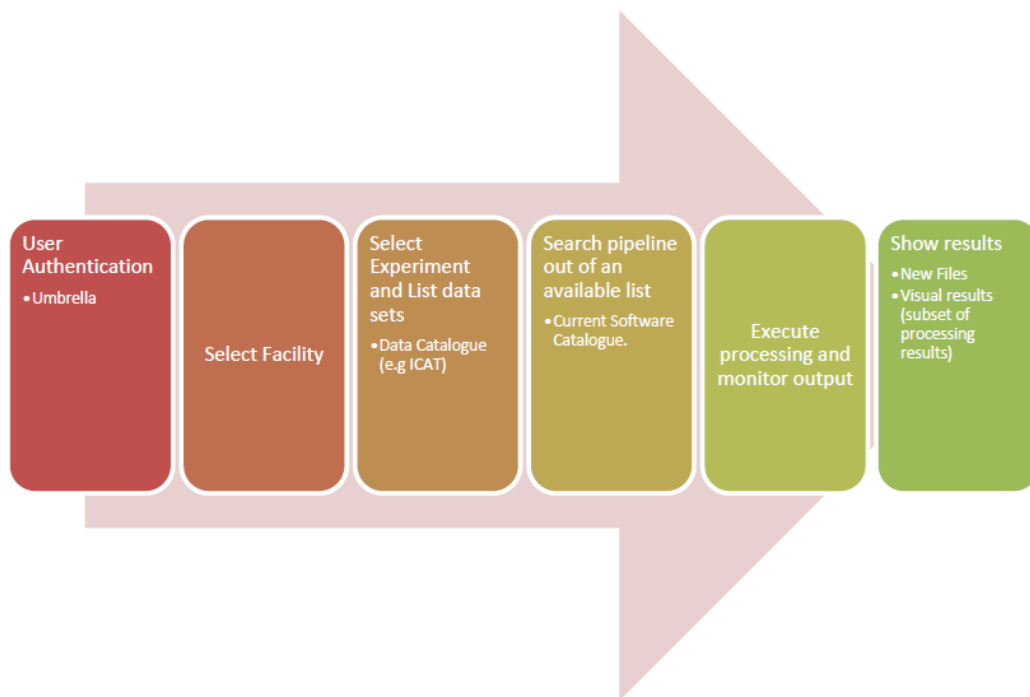 User
Authentication
•Umbrella
Select Facility
Select
Experiment
and List data
sets
•Data Catalogue
(e.g ICAT)
Search pipeline
out of an
available list
•Current Software
Catalogue.
Execute
processing and
monitor output
Show results
•New Files
•Visual results
(subset of
processing
results)